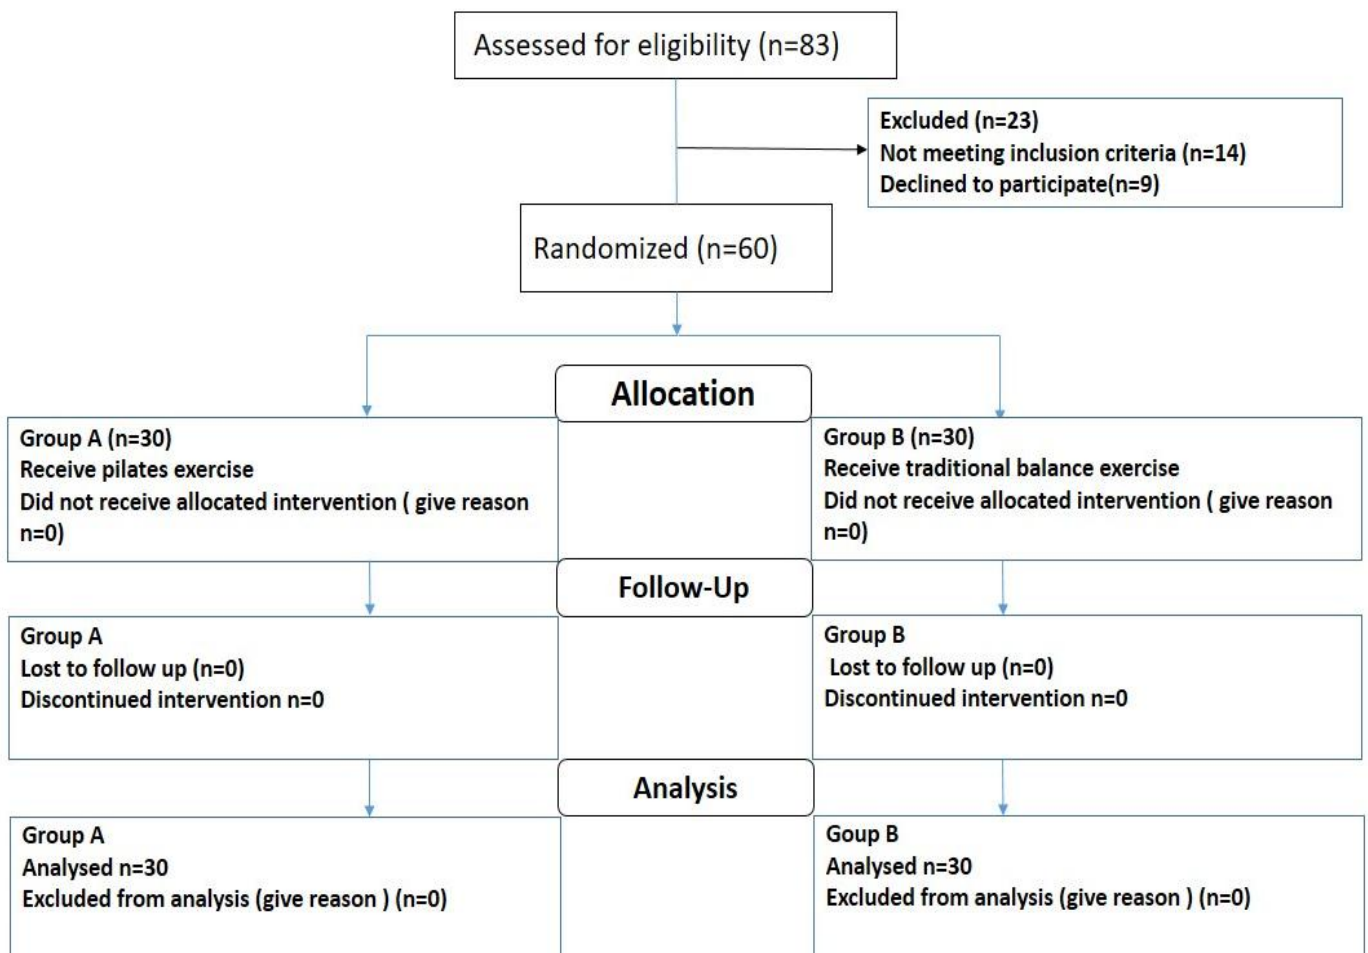 Assessed for eligibility (n=83)
Excluded (n=23)
Not meeting inclusion criteria (n=14)
Declined to participate(n=9)
Randomized (n=60)
Allocation
Group A (n=30)
Receive pilates exercise
Did not receive allocated intervention ( give reason
n=0)
Group B (n=30)
Receive traditional balance exercise
Did not receive allocated intervention ( give reason
n=0)
Follow-Up
Group A
Lost to follow up (n=0)
Discontinued intervention n=0
Group B
Lost to follow up (n=0)
Discontinued intervention n=0
Analysis
Group A
Analysed n=30
Excluded from analysis (give reason ) (n=0)
Goup B
Analysed n=30
Excluded from analysis (give reason ) (n=0)